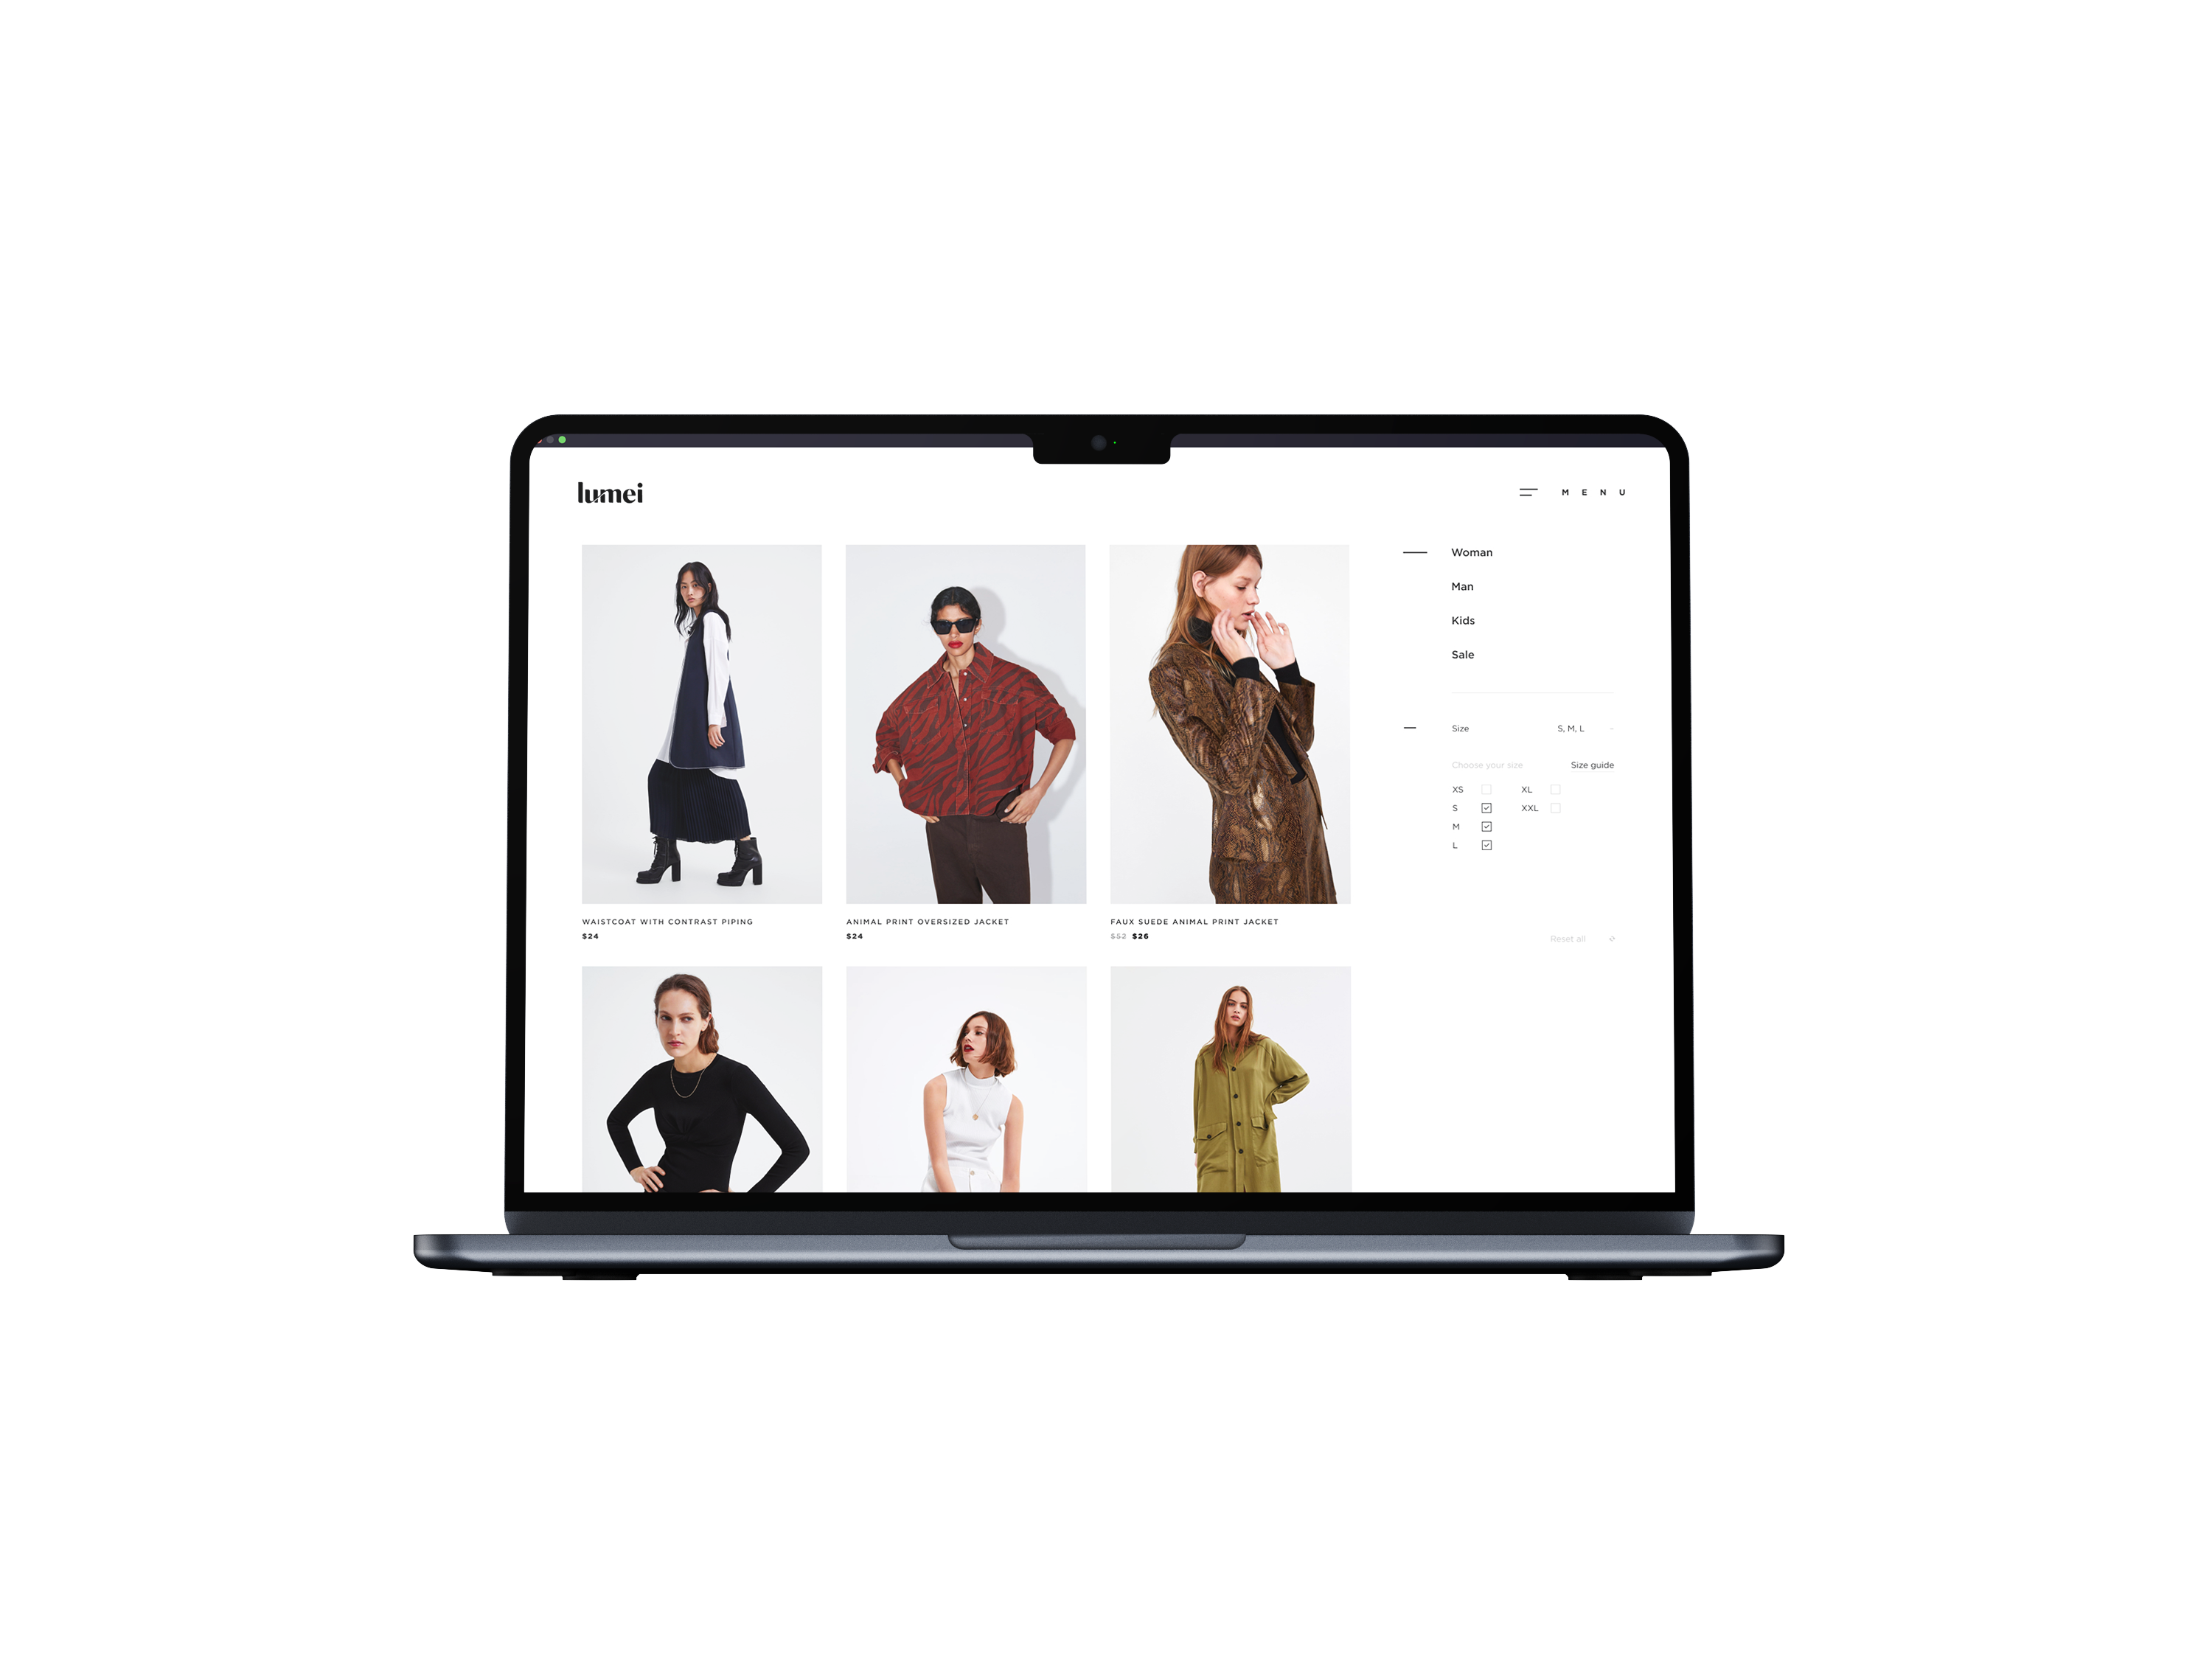 lumei
MENU
Woman
Man
Kids
Sale
Size S, M, L
Choose your size Size guide
XS XL
S XXL
M
L
Reset all
WAISTCOAT WITH CONTRAST PIPING
$24
ANIMAL PRINT OVERSIZED JACKET
$24
FAUX SUEDE ANIMAL PRINT JACKET
$52 $26